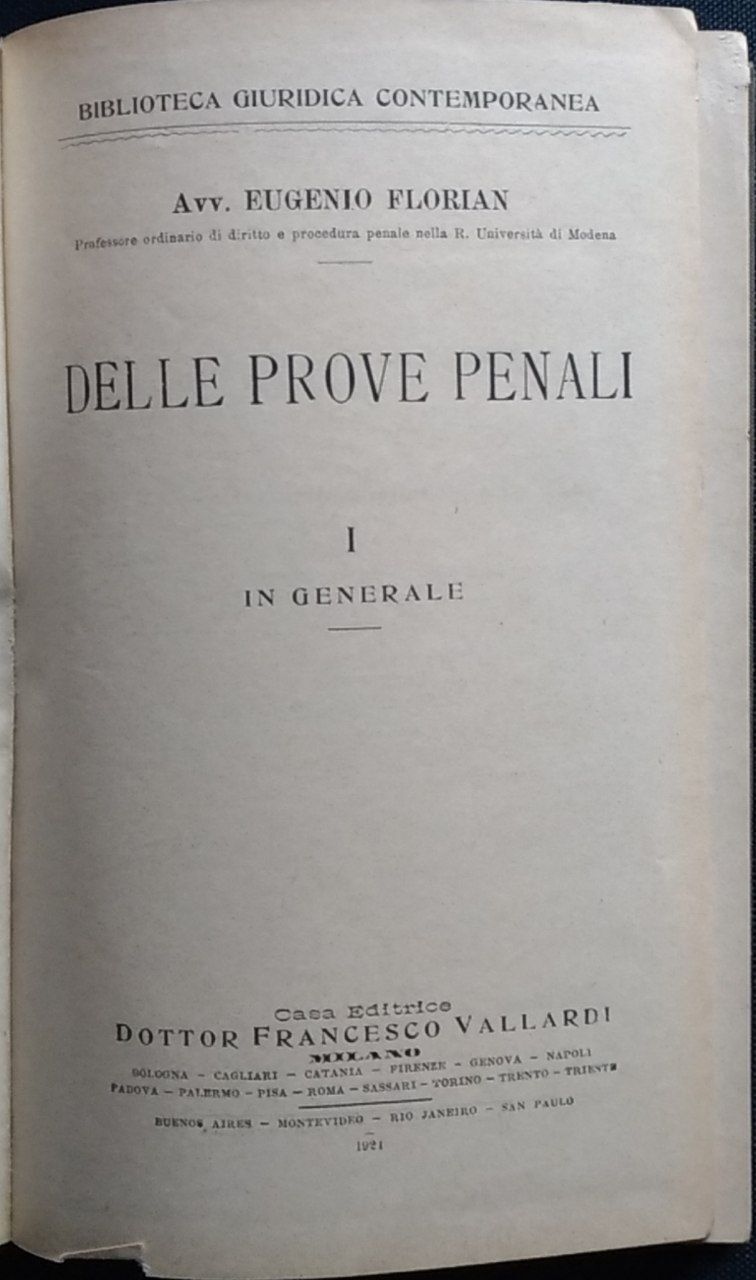 BIBLIOTECA GIURIDICA CONTEMPORANEA
Avv. EUGENIO FLORIAN
Professore ordinario di diritto e procedura penale nella R. Università di Modena
DELLE PROVE PENALI
I
IN GENERALE
Casa Editrice
DOTTOR FRANCESCO VALLARDI
MILANO
BOLOGNA – CAGLIARI – CATANIA – FIRENZE – GENOVA – NAPOLI
PADOVA – PALERMO – PISA – ROMA – SASSARI – TORINO – TRENTO – TRIESTE
BUENOS AIRES – MONTEVIDEO – RIO JANEIRO – SAN PAULO
1921